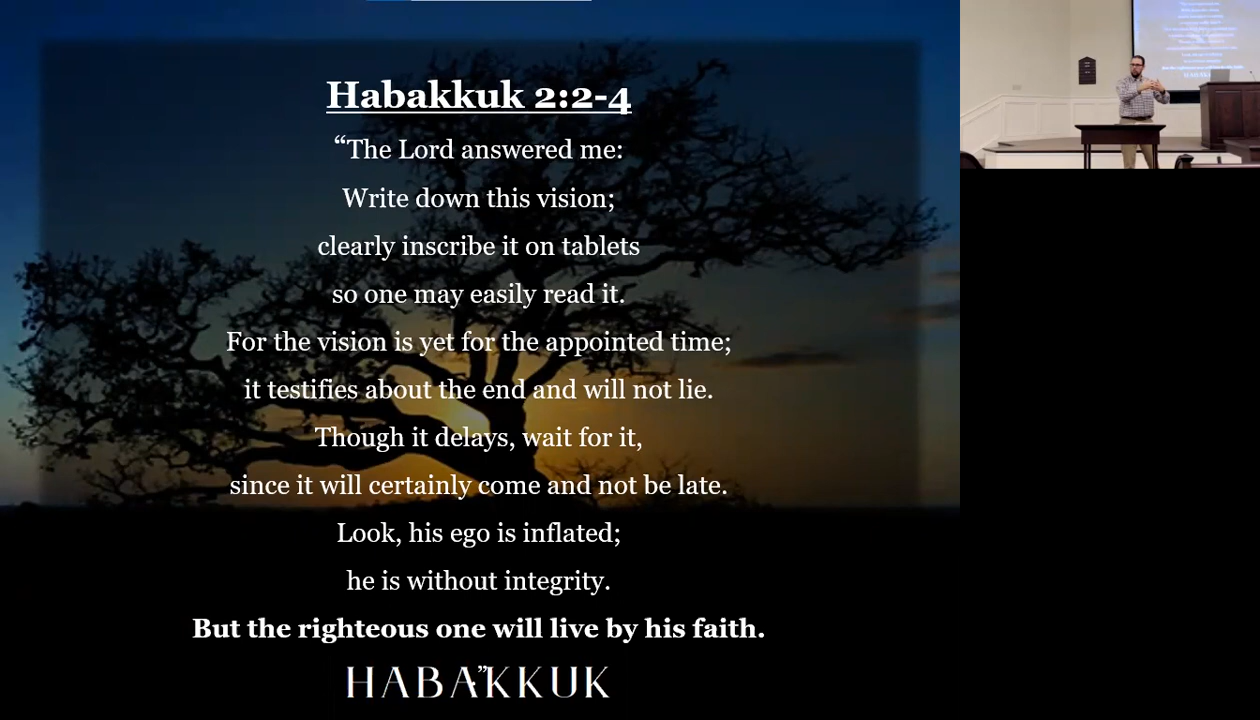 Habakkuk 2:2-4
“The Lord answered me:
Write down this vision;
clearly inscribe it on tablets
so one may easily read it.
For the vision is yet for the appointed time;
it testifies about the end and will not lie.
Though it delays, wait for it,
since it will certainly come and not be late.
Look, his ego is inflated;
he is without integrity.
But the righteous one will live by his faith.
”
HABAKKUK